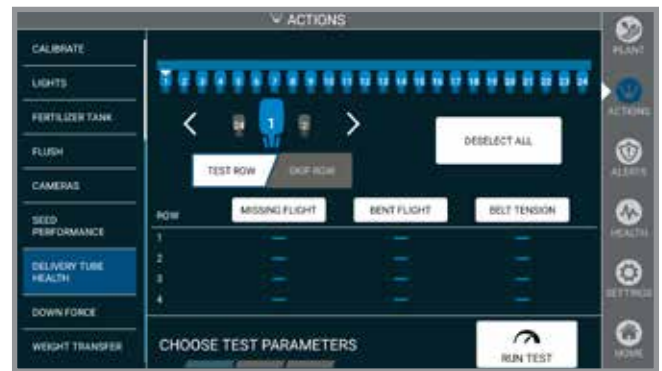 ACTIONS
CALIBRATE
LIGHTS
FERTILIZER TANK
FLUSH
CAMERAS
SEED
PERFORMANCE
DELIVERY TUBE
HEALTH
DOWN FORCE
WEIGHT TRANSFER
1 2 3 4 5 6 7 8 9 10 11 12 13 14 15 16 17 18 19 20 21 22 23 24
24 1 2
DESELECT ALL
TEST ROW
SKIP ROW
ROW
MISSING FLIGHT
BENT FLIGHT
BELT TENSION
1 — — —
2 — — —
3 — — —
4 — — —
CHOOSE TEST PARAMETERS
RUN TEST
PLANT
ACTIONS
ALERTS
HEALTH
SETTINGS
HOME